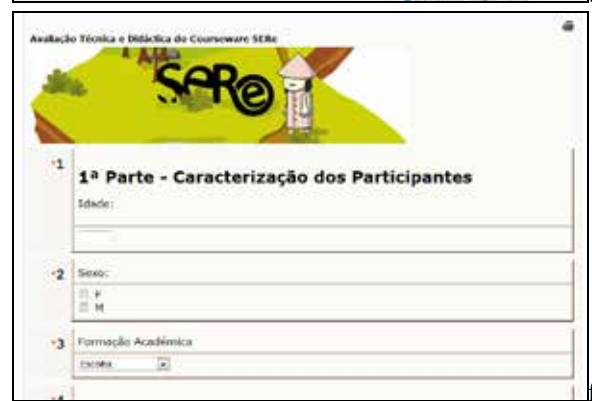 Avaliação Técnica e Didáctica do Courseware SERe
SeRe
*1
1ª Parte - Caracterização dos Participantes
Idade:
*2 Sexo:
F
M
*3 Formação Académica
Escolha
*4